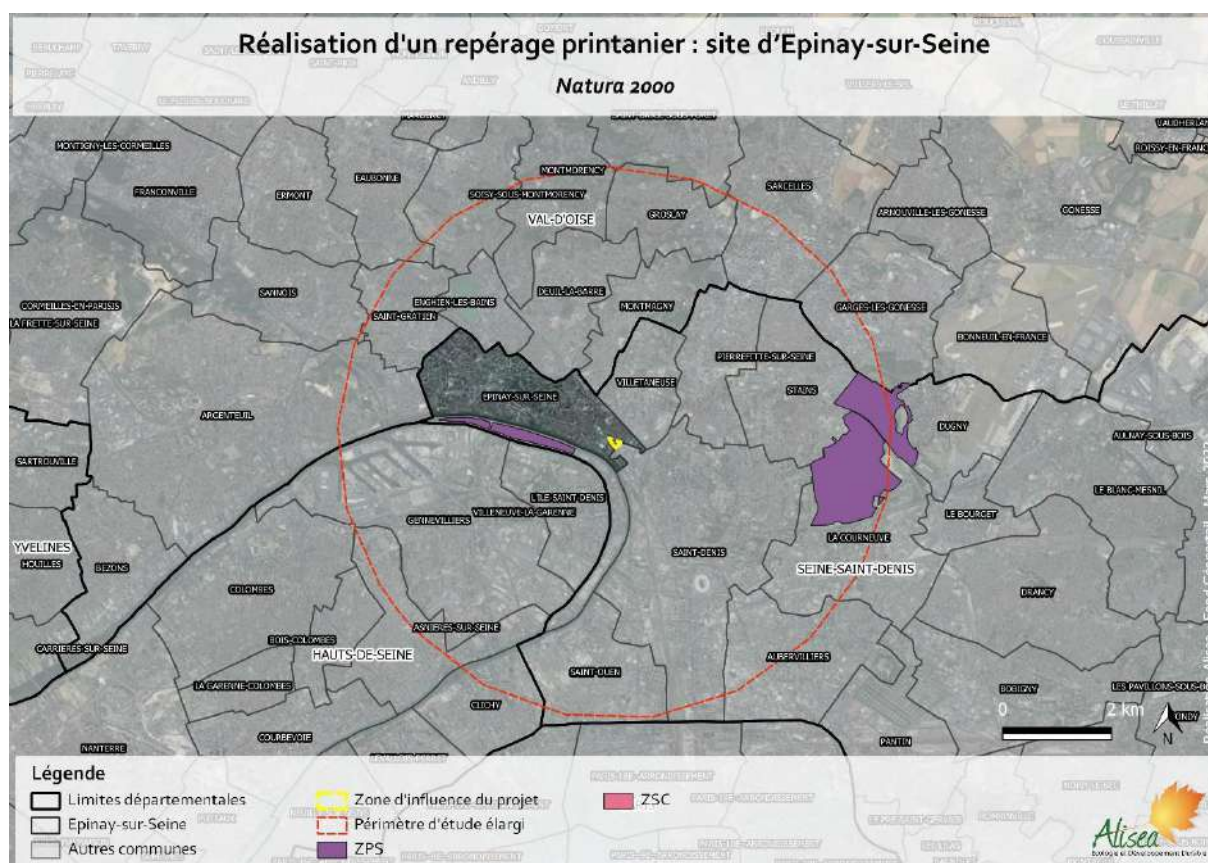 Réalisation d'un repérage printanier : site d'Epinay-sur-Seine
Natura 2000
VAUDHERLAN
ROISSY-EN-FRANC
MONTIGNY-LES-CORMEILLES
FRANCONVILLE
ERMONT
EAUBONNE
MONTMORENCY
SOISY-SOUS-MONTMORENCY
VAL-D'OISE
GROSLAY
SARCELLES
ARNOUVILLE-LES-GONESSE
GONESSE
CORMEILLES-EN-PARISIS
LA FRETTE-SUR-SEINE
SANNOIS
ENGHIEN-LES-BAINS
SAINT-GRATIEN
DEUIL-LA-BARRE
MONTMAGNY
GARGES-LES-GONESSE
BONNEUIL-EN-FRANCE
PIERREFITTE-SUR-SEINE
VILLETANEUSE
STAINS
EPINAY-SUR-SEINE
ARGENTEUIL
DUGNY
AULNAY-SOUS-BOIS
SARTROUVILLE
LE BLANC-MESNIL
L'ILE-SAINT-DENIS
VILLENEUVE-LA-GARENNE
GENNEVILLIERS
LE BOURGET
LA COURNEUVE
SAINT-DENIS
SEINE-SAINT-DENIS
YVELINES
HOUILLES
BEZONS
COLOMBES
DRANCY
ASNIERES-SUR-SEINE
BOIS-COLOMBES
CARRIERES-SUR-SEINE
HAUTS-DE-SEINE
AUBERVILLIERS
SAINT-OUEN
LA GARENNE-COLOMBES
CLICHY
BOBIGNY
LES PAVILLONS-SOUS-BO
ONDY
COURBEVOIE
NANTERRE
PANTIN
0 2 km
N
Légende
Limites départementales
Epinay-sur-Seine
Autres communes
Zone d'influence du projet
Périmètre d'étude élargi
ZPS
ZSC
Alisea